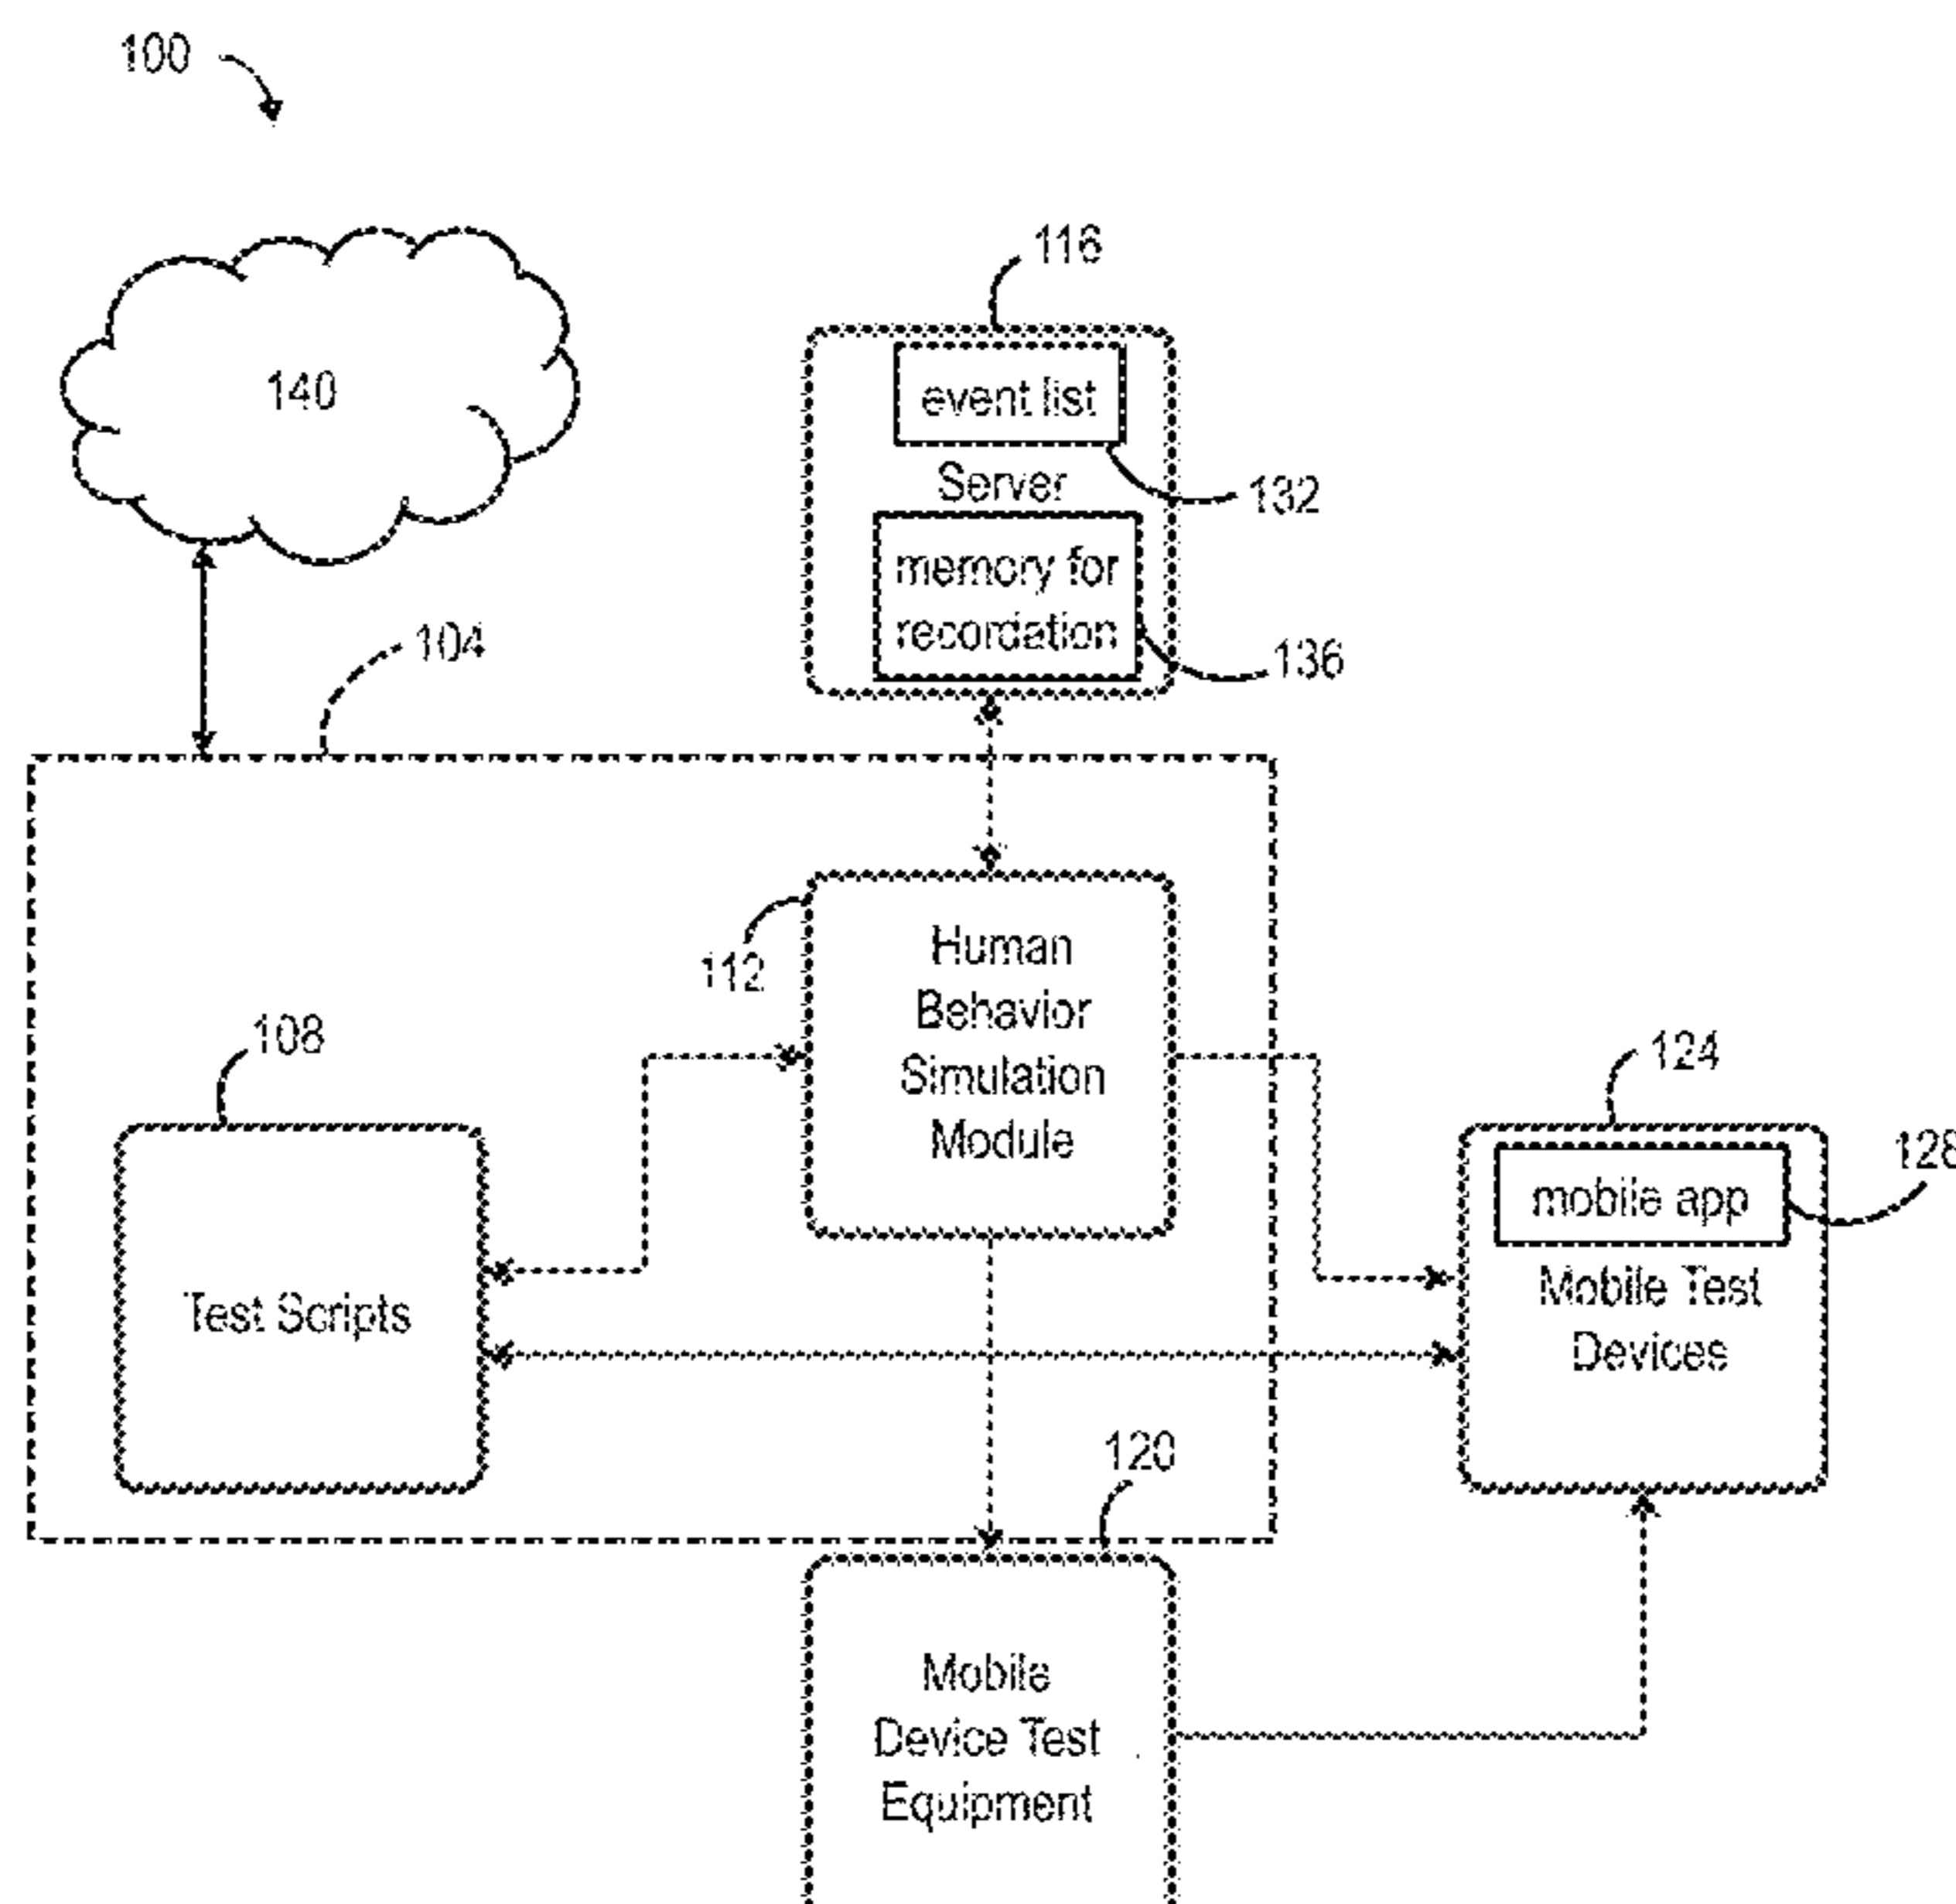 100
116
140
event list
Server
132
memory for
recordation
136
104
112
Human
Behavior
Simulation
Module
108
124
128
mobile app
Mobile Test
Devices
Test Scripts
120
Mobile
Device Test
Equipment